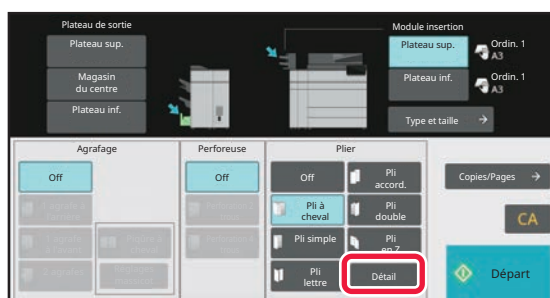 Plateau de sortie
Plateau sup.
Magasin
du centre
Plateau inf.
Module insertion
Plateau sup.
Ordin. 1
A3
Plateau inf.
Ordin. 1
A3
Type et taille
Agrafage
Off
Perforeuse
Off
Plier
Off
Pli
accord.
Pli à
cheval
Pli
double
Pli simple
Pli
en Z
Pli
lettre
Détail
Copies/Pages
CA
Départ